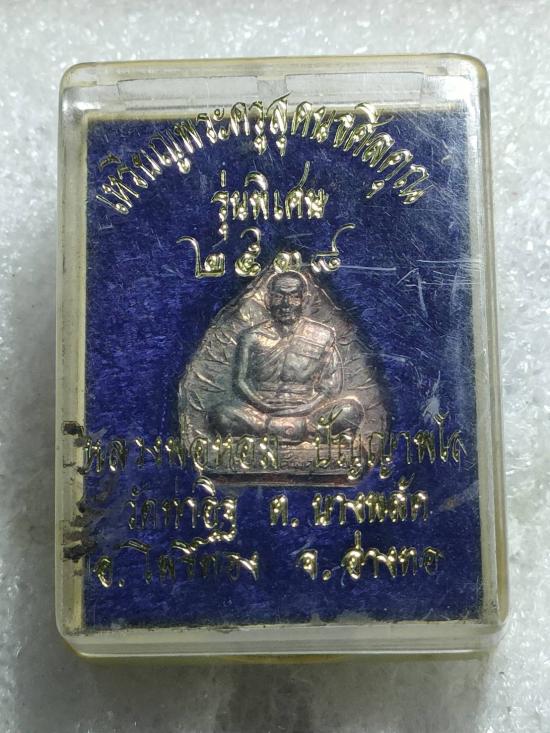 เหรียญพระครูสุคนธศีลคุณ
รุ่นพิเศษ
๒๕๓๘
หลวงพ่อหอม ปัญญาพโล
วัดท่าอิฐ ต. บางพลัด
อ. โพธิ์ทอง จ. อ่างทอ